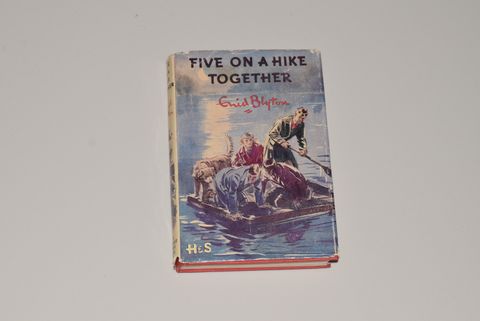 FIVE ON A HIKE
TOGETHER
Enid Blyton
H&S